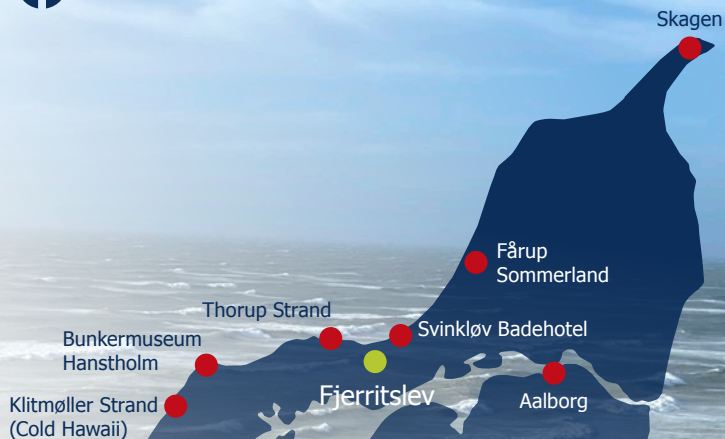 Skagen
Fårup
Sommerland
Thorup Strand
Svinkløv Badehotel
Bunkermuseum
Hanstholm
Fjerritslev
Aalborg
Klitmøller Strand
(Cold Hawaii)